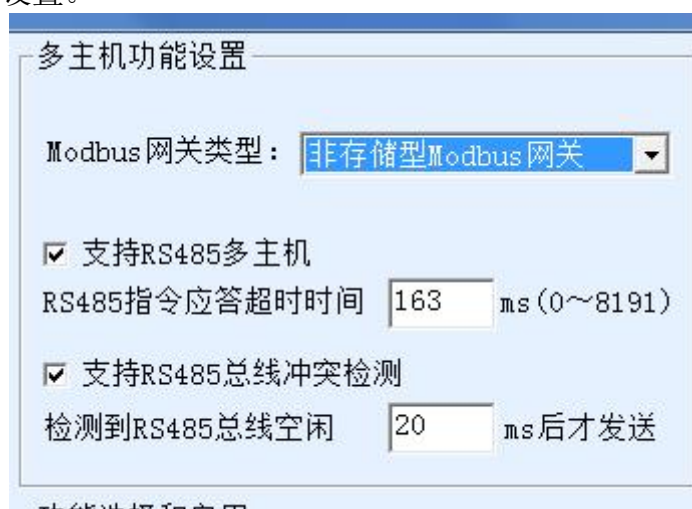 设置。
多主机功能设置
Modbus网关类型： 非存储型Modbus网关
支持RS485多主机
RS485指令应答超时时间 163 ms(0～8191)
支持RS485总线冲突检测
检测到RS485总线空闲 20 ms后才发送